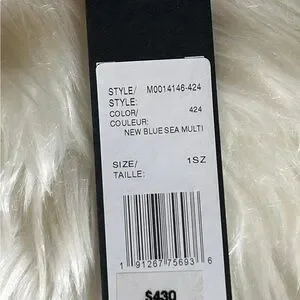 STYLE/ M0014146-424
STYLE:
COLOR/ 424
COULEUR:
NEW BLUE SEA MULTI
SIZE/ 1SZ
TAILLE:
1 91267 75693 6
$430